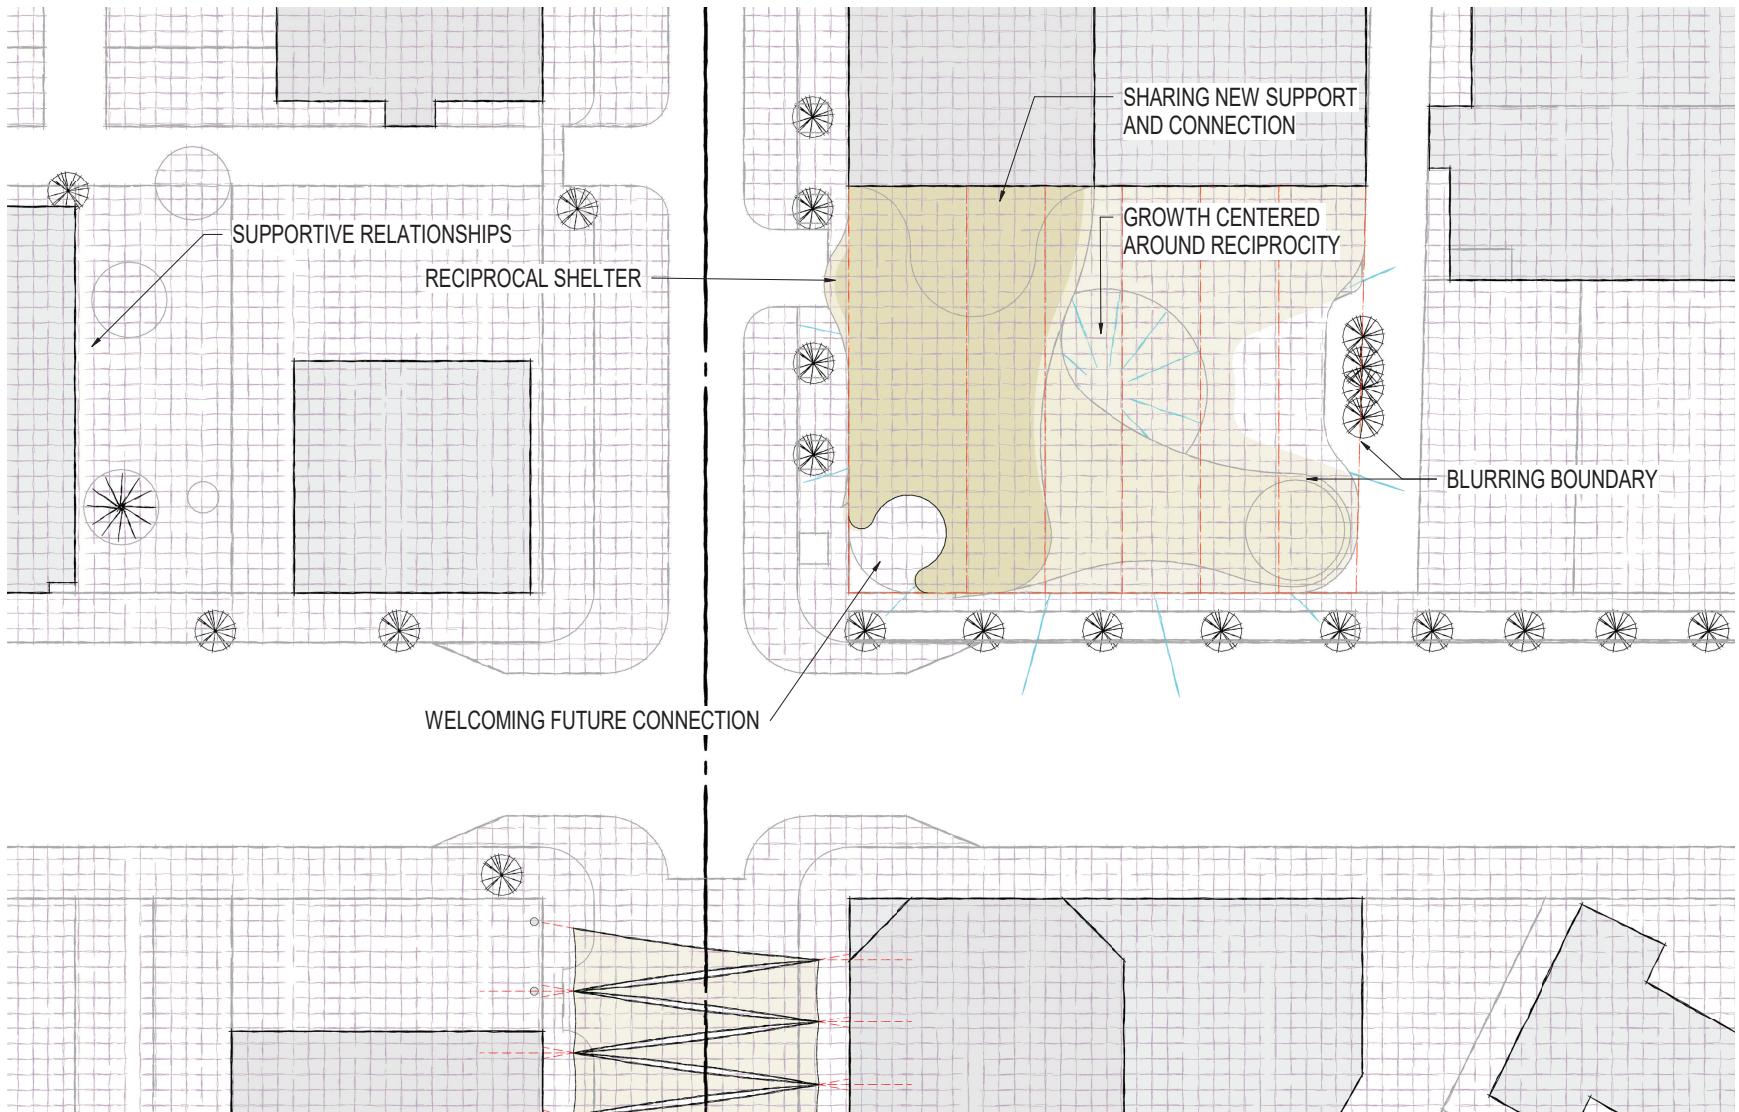 SHARING NEW SUPPORT
AND CONNECTION
GROWTH CENTERED
AROUND RECIPROCITY
SUPPORTIVE RELATIONSHIPS
RECIPROCAL SHELTER
BLURRING BOUNDARY
WELCOMING FUTURE CONNECTION